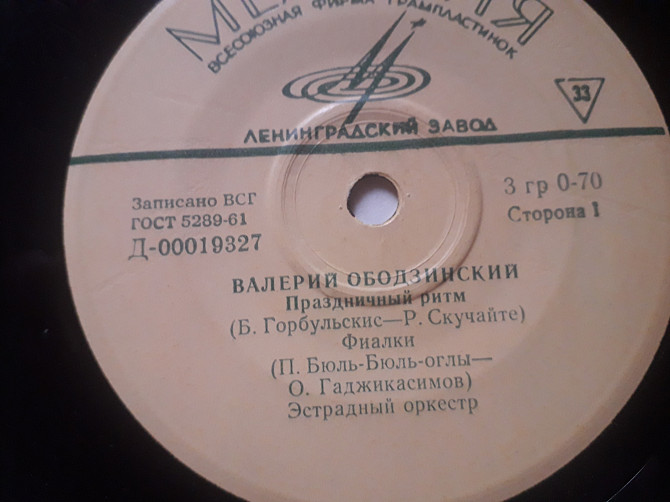 ВСЕСОЮЗНАЯ ФИРМА ГРАМПЛАСТИНОК
33
ЛЕНИНГРАДСКИЙ ЗАВОД
Записано ВСГ
ГОСТ 5289-61
Д-00019327
3 гр 0-70
Сторона 1
ВАЛЕРИЙ ОБОДЗИНСКИЙ
Праздничный ритм
(Б. Горбульскис—Р. Скучайте)
Фиалки
(П. Бюль-Бюль-оглы—
О. Гаджикасимов)
Эстрадный оркестр